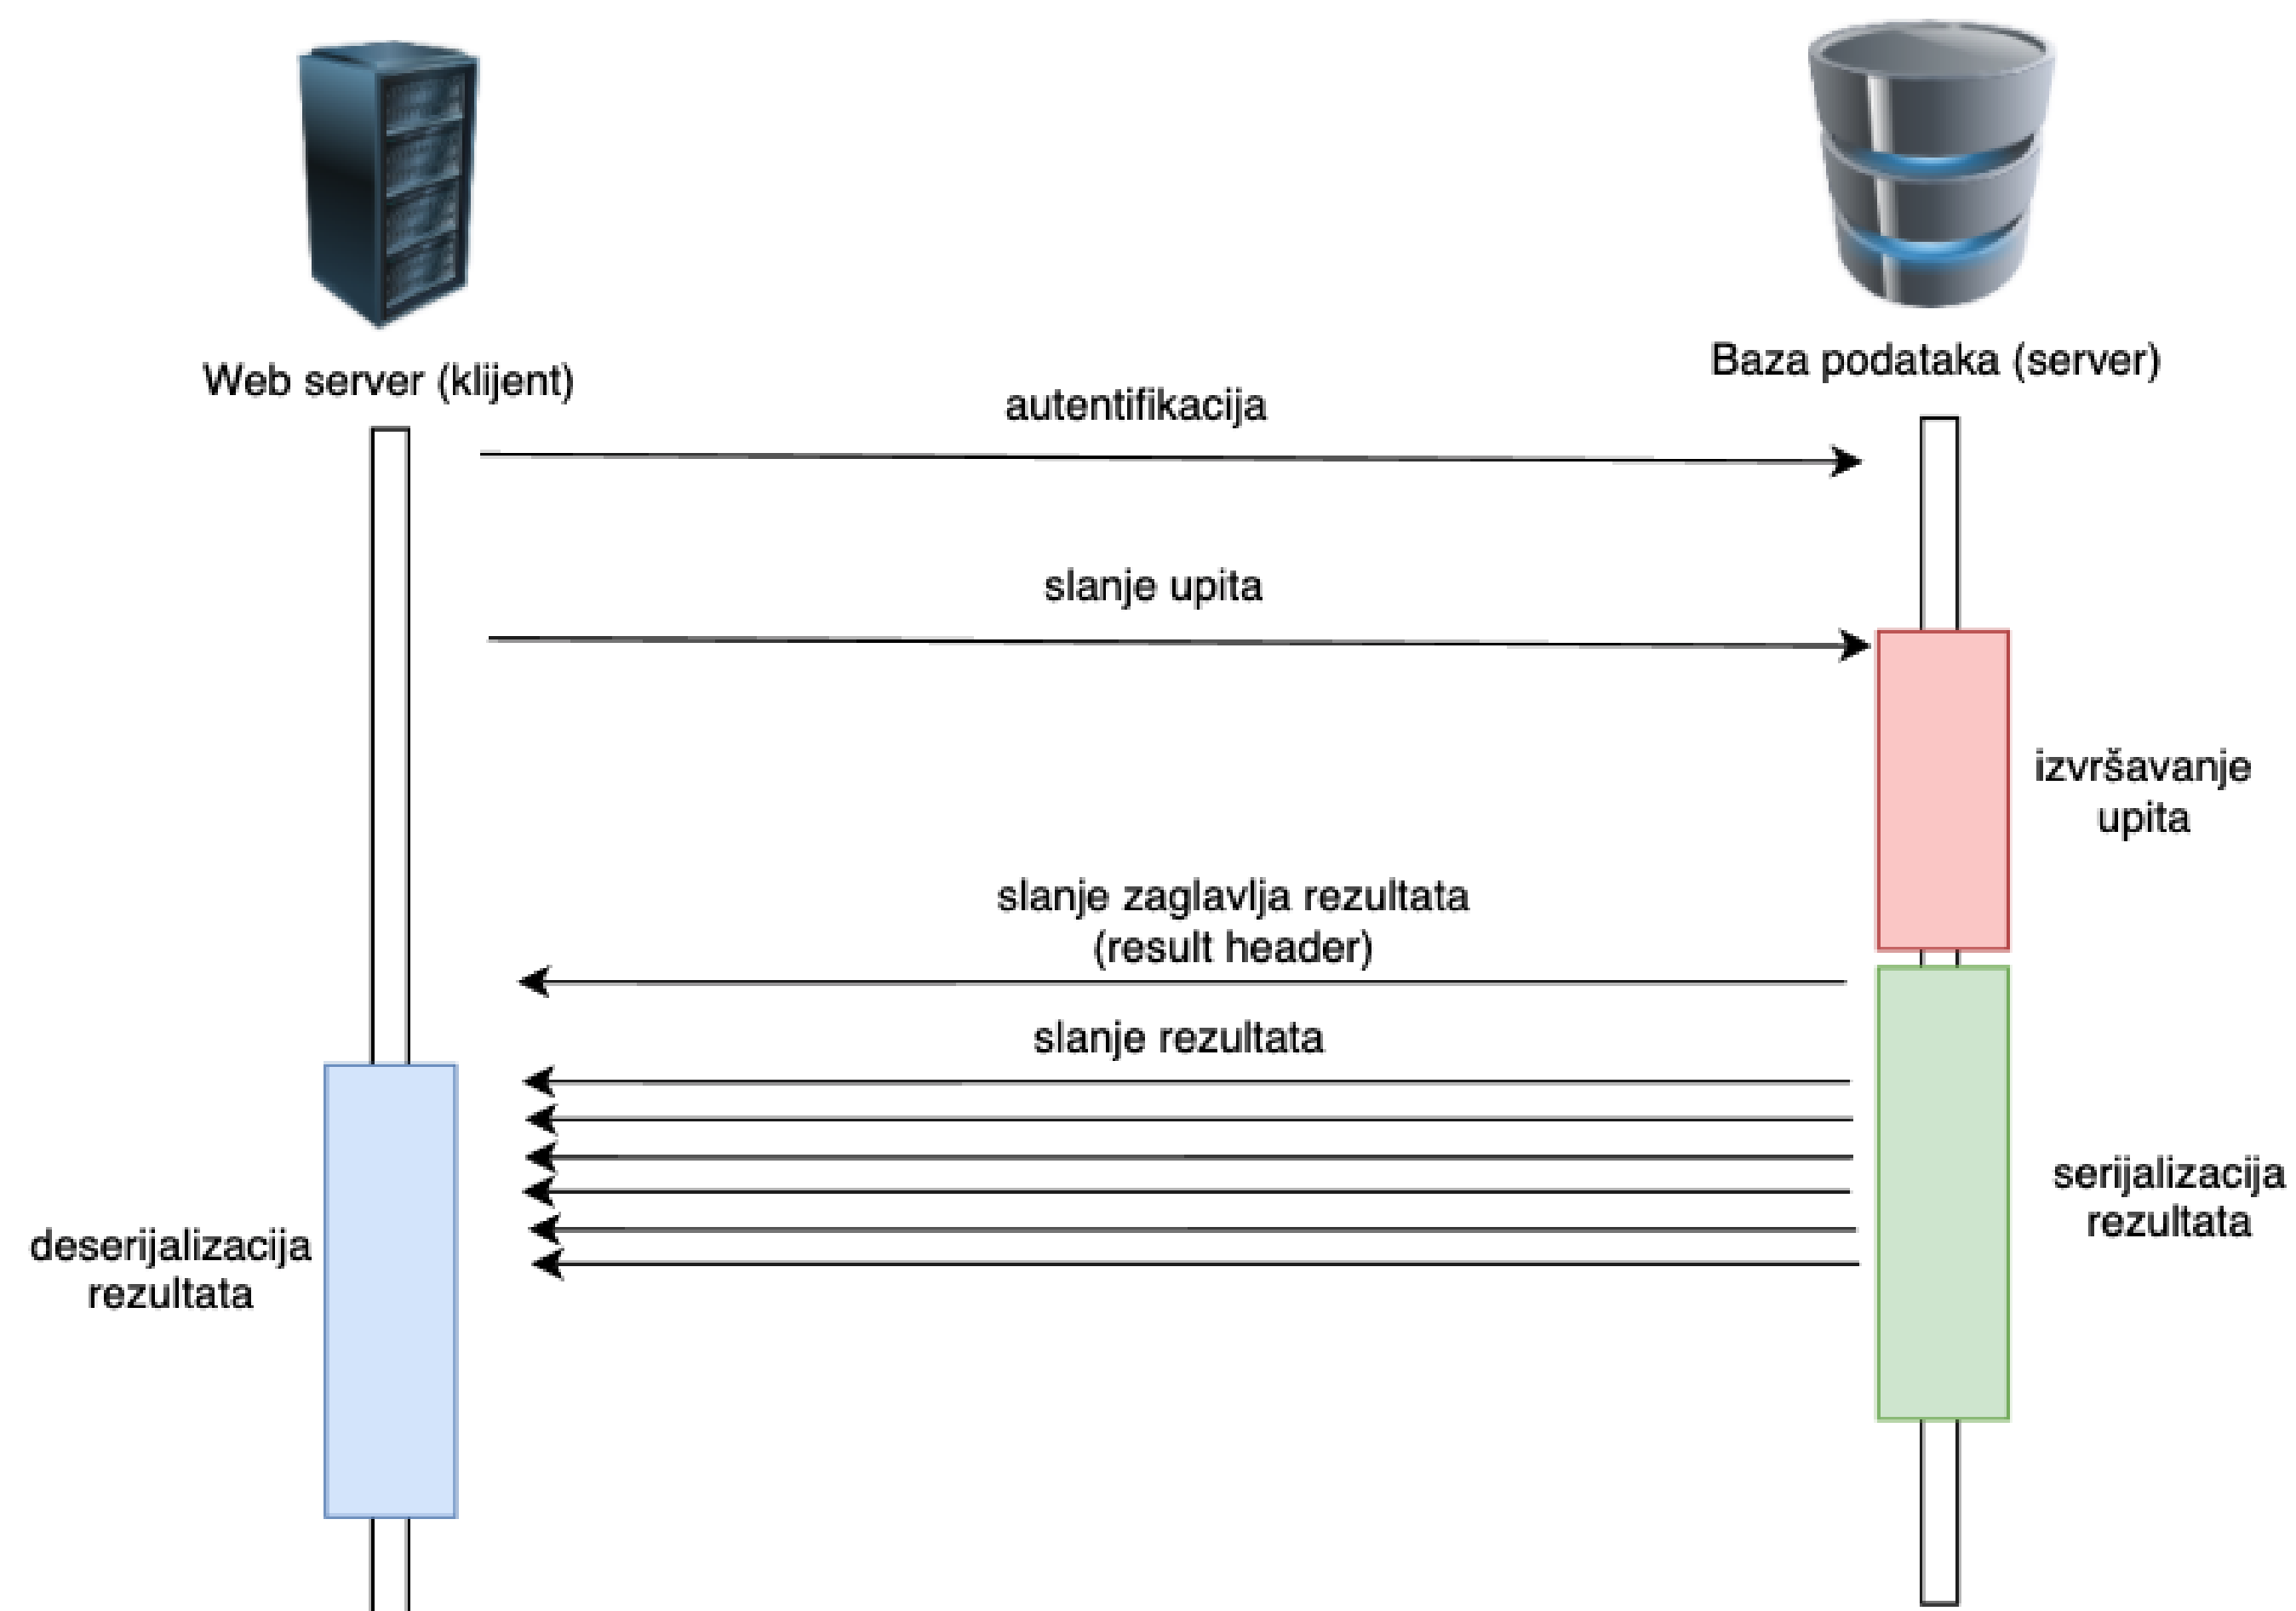 Web server (klijent)
Baza podataka (server)
autentifikacija
slanje upita
izvršavanje
upita
slanje zaglavlja rezultata
(result header)
slanje rezultata
serijalizacija
rezultata
deserijalizacija
rezultata